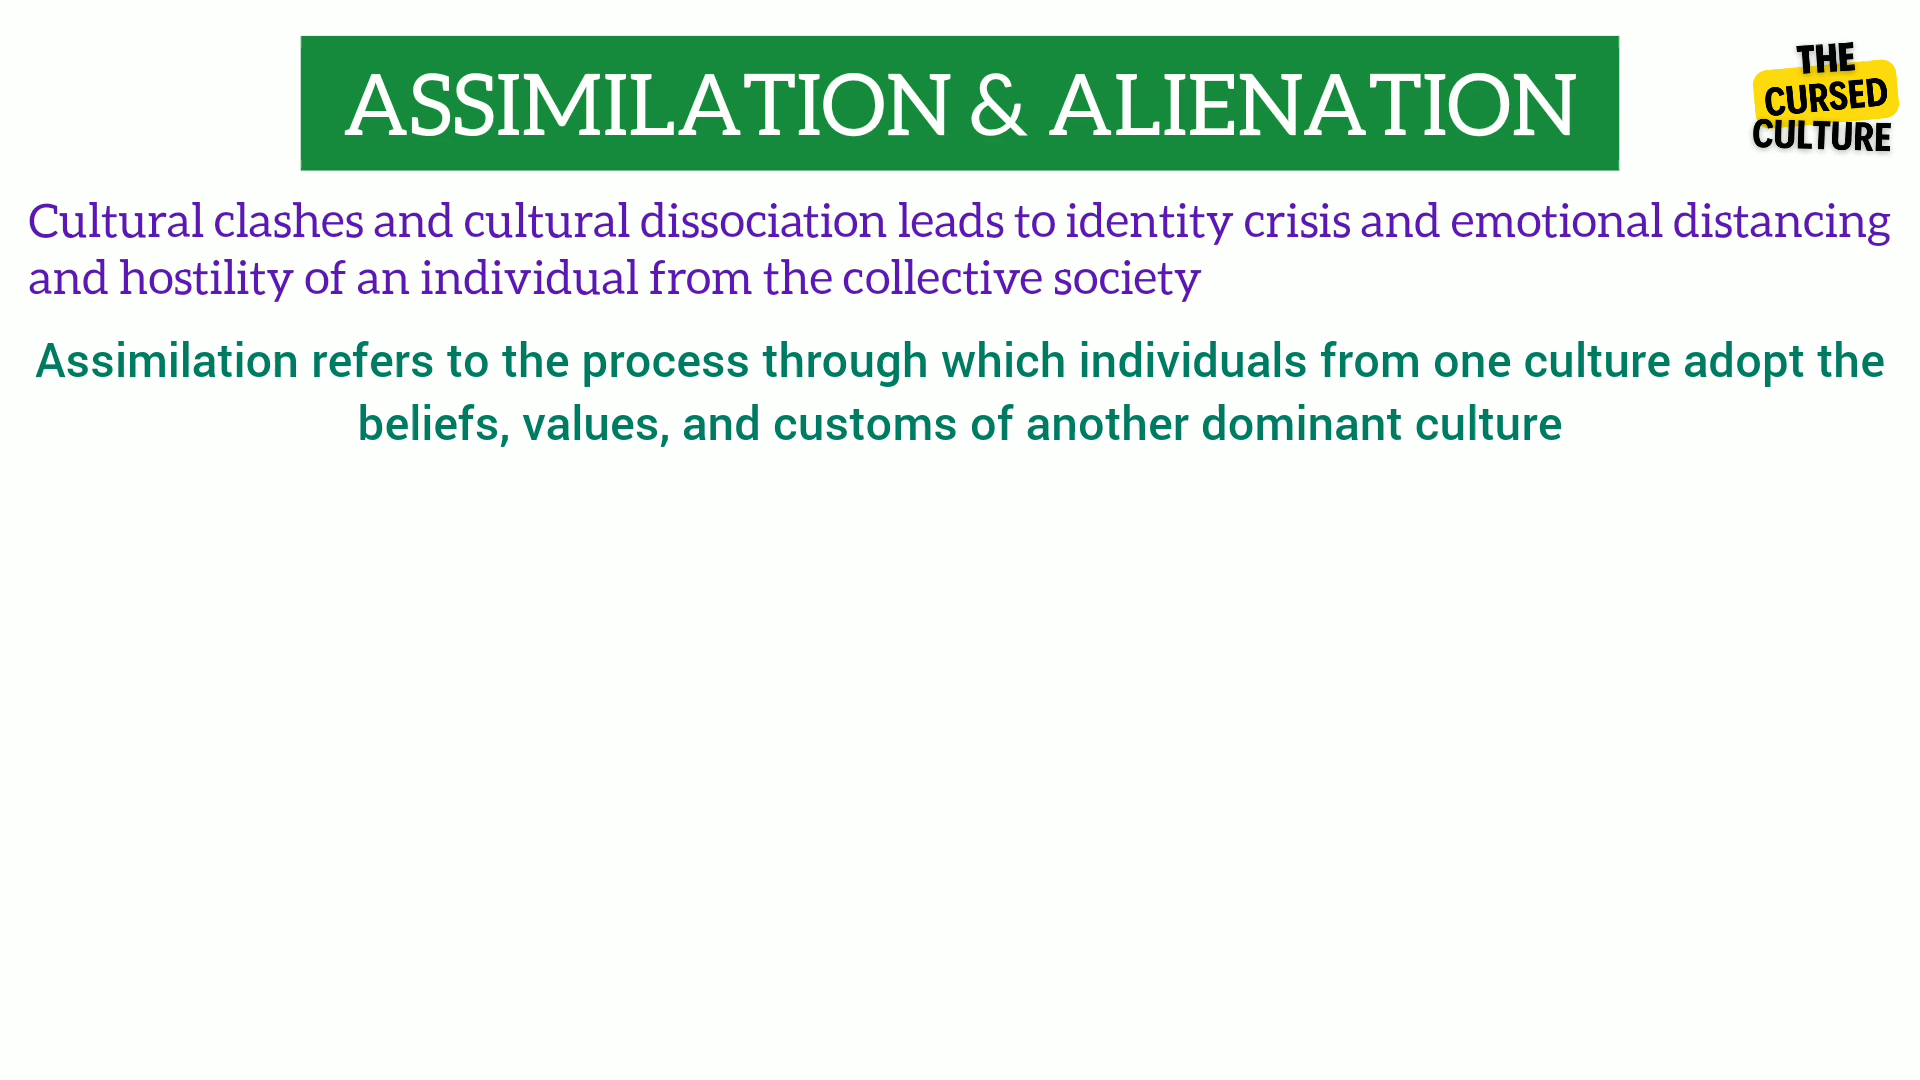 ASSIMILATION & ALIENATION
THE
CURSED
CULTURE
Cultural clashes and cultural dissociation leads to identity crisis and emotional distancing
and hostility of an individual from the collective society
Assimilation refers to the process through which individuals from one culture adopt the
beliefs, values, and customs of another dominant culture